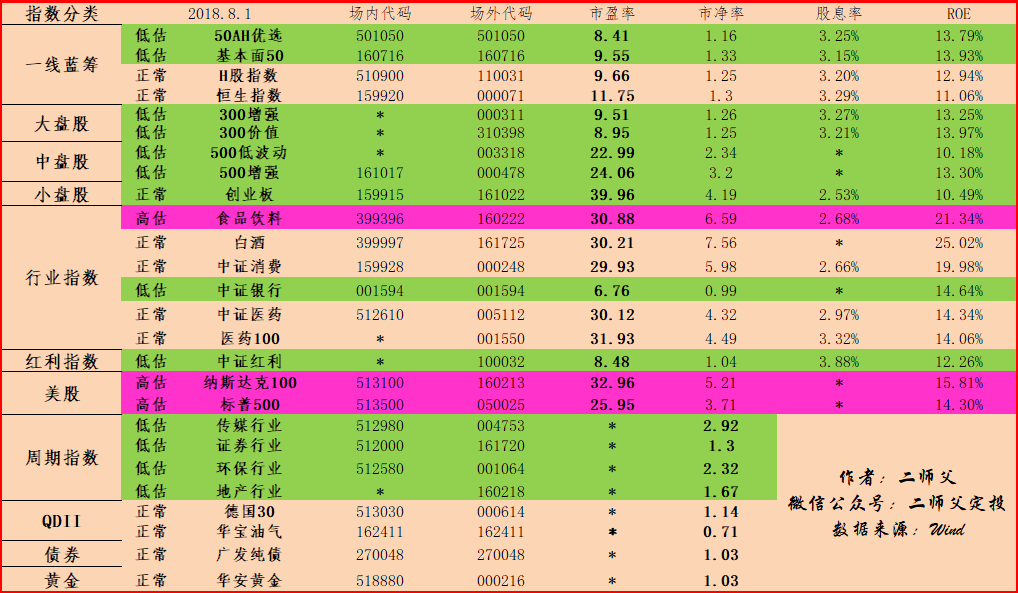 指数分类 2018.8.1 场内代码 场外代码 市盈率 市净率 股息率 ROE
一线蓝筹
低估 50AH优选 501050 501050 8.41 1.16 3.25% 13.79%
低估 基本面50 160716 160716 9.55 1.33 3.15% 13.93%
正常 H股指数 510900 110031 9.66 1.25 3.20% 12.94%
正常 恒生指数 159920 000071 11.75 1.3 3.29% 11.06%
大盘股
低估 300增强 * 000311 9.51 1.26 3.27% 13.25%
低估 300价值 * 310398 8.95 1.25 3.21% 13.97%
中盘股
低估 500低波动 * 003318 22.99 2.34 * 10.18%
低估 500增强 161017 000478 24.06 3.2 * 13.30%
小盘股 正常 创业板 159915 161022 39.96 4.19 2.53% 10.49%
行业指数
高估 食品饮料 399396 160222 30.88 6.59 2.68% 21.34%
正常 白酒 399997 161725 30.21 7.56 * 25.02%
正常 中证消费 159928 000248 29.93 5.98 2.66% 19.98%
低估 中证银行 001594 001594 6.76 0.99 * 14.64%
正常 中证医药 512610 005112 30.12 4.32 2.97% 14.34%
正常 医药100 * 001550 31.93 4.49 3.32% 14.06%
红利指数 低估 中证红利 * 100032 8.48 1.04 3.88% 12.26%
美股
高估 纳斯达克100 513100 160213 32.96 5.21 * 15.81%
高估 标普500 513500 050025 25.95 3.71 * 14.30%
周期指数
低估 传媒行业 512980 004753 * 2.92
低估 证券行业 512000 161720 * 1.3
低估 环保行业 512580 001064 * 2.32
低估 地产行业 * 160218 * 1.67
QDII
正常 德国30 513030 000614 * 1.14
正常 华宝油气 162411 162411 * 0.71
债券 正常 广发纯债 270048 270048 * 1.03
黄金 正常 华安黄金 518880 000216 * 1.03
作者：二师父
微信公众号：二师父定投
数据来源：Wind